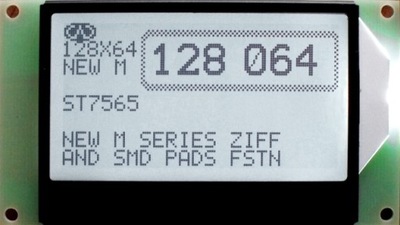 128X64
NEW M
128 064
ST7565
NEW M SERIES ZIFF
AND SMD PADS FSTN